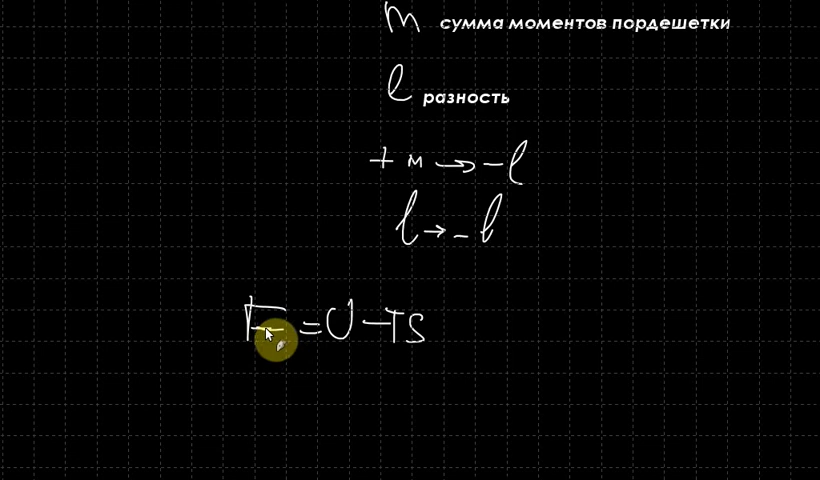 m сумма моментов пордешетки
l разность
+ м → - l
l → - l
F = U - TS